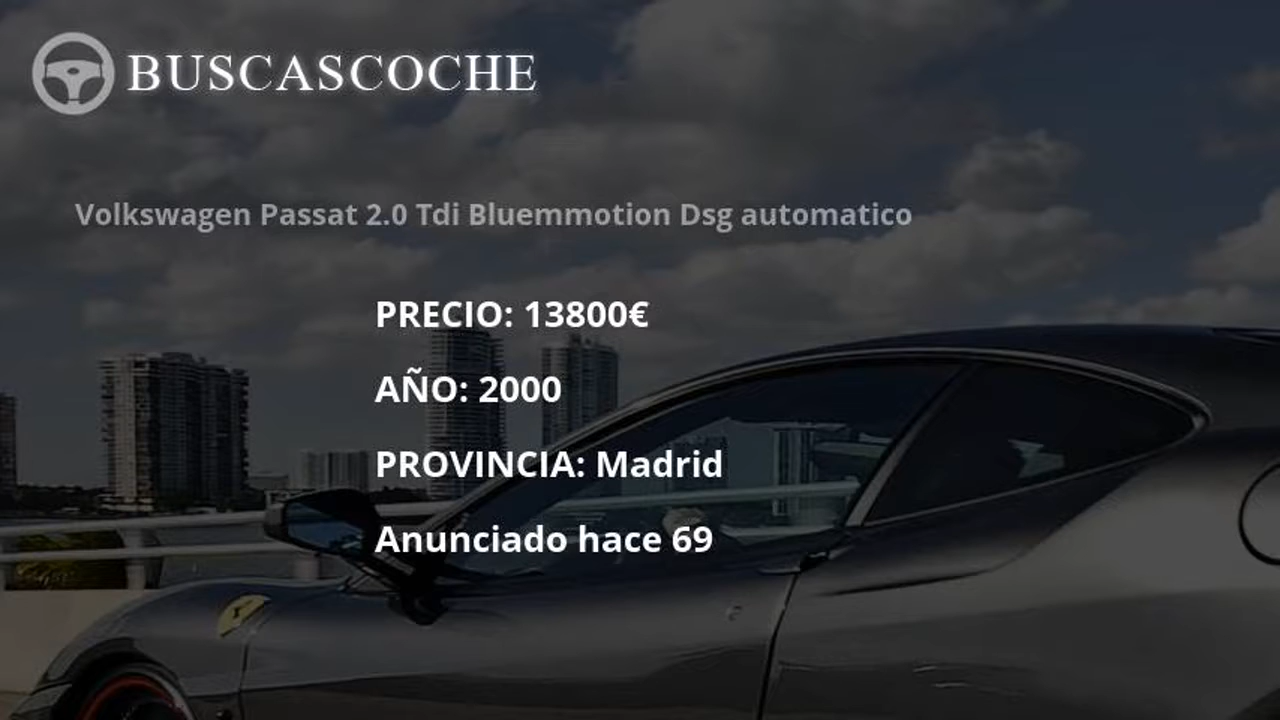 BUSCASCOCHE
Volkswagen Passat 2.0 Tdi Bluemmotion Dsg automatico
PRECIO: 13800€
AÑO: 2000
PROVINCIA: Madrid
Anunciado hace 69